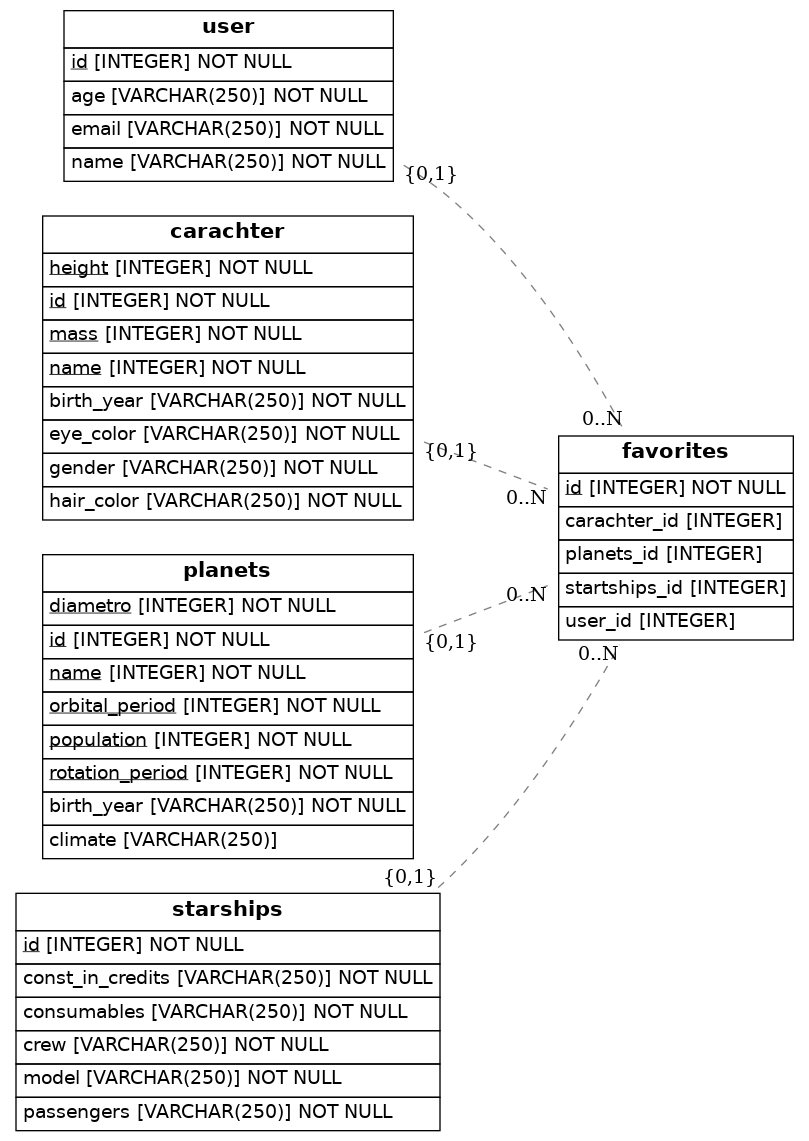 user
id [INTEGER] NOT NULL
age [VARCHAR(250)] NOT NULL
email [VARCHAR(250)] NOT NULL
name [VARCHAR(250)] NOT NULL
{0,1}
carachter
height [INTEGER] NOT NULL
id [INTEGER] NOT NULL
mass [INTEGER] NOT NULL
name [INTEGER] NOT NULL
birth_year [VARCHAR(250)] NOT NULL
eye_color [VARCHAR(250)] NOT NULL
gender [VARCHAR(250)] NOT NULL
hair_color [VARCHAR(250)] NOT NULL
{0,1}
0..N
0..N
favorites
id [INTEGER] NOT NULL
carachter_id [INTEGER]
planets_id [INTEGER]
startships_id [INTEGER]
user_id [INTEGER]
0..N
0..N
planets
diametro [INTEGER] NOT NULL
id [INTEGER] NOT NULL
name [INTEGER] NOT NULL
orbital_period [INTEGER] NOT NULL
population [INTEGER] NOT NULL
rotation_period [INTEGER] NOT NULL
birth_year [VARCHAR(250)] NOT NULL
climate [VARCHAR(250)]
{0,1}
{0,1}
starships
id [INTEGER] NOT NULL
const_in_credits [VARCHAR(250)] NOT NULL
consumables [VARCHAR(250)] NOT NULL
crew [VARCHAR(250)] NOT NULL
model [VARCHAR(250)] NOT NULL
passengers [VARCHAR(250)] NOT NULL